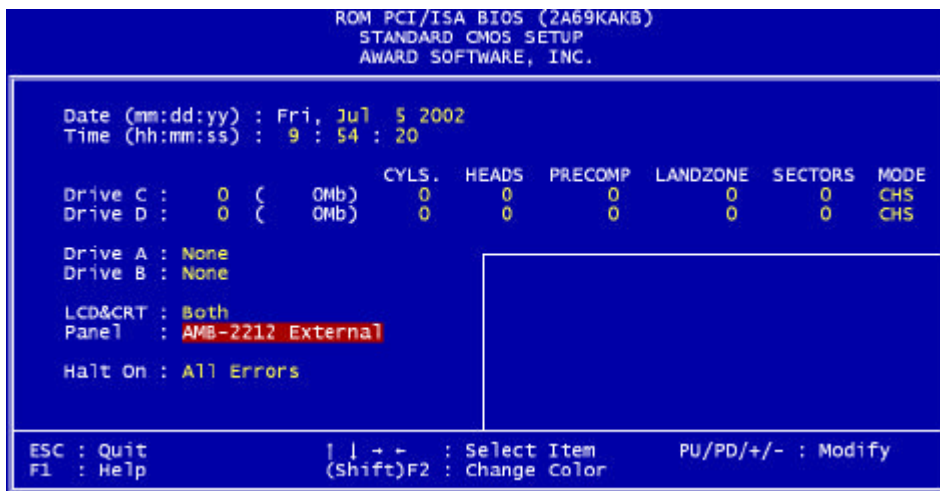 ROM PCI/ISA BIOS (2A69KAKB)
STANDARD CMOS SETUP
AWARD SOFTWARE, INC.
Date (mm:dd:yy) : Fri, Jul 5 2002
Time (hh:mm:ss) : 9 : 54 : 20
CYLS. HEADS PRECOMP LANDZONE SECTORS MODE
Drive C : 0 ( 0Mb) 0 0 0 0 0 CHS
Drive D : 0 ( 0Mb) 0 0 0 0 0 CHS
Drive A : None
Drive B : None
LCD&CRT : Both
Panel : AMB-2212 External
Halt On : All Errors
ESC : Quit ↑ ↓ → ← : Select Item PU/PD/+/- : Modify
F1 : Help (Shift)F2 : Change Color